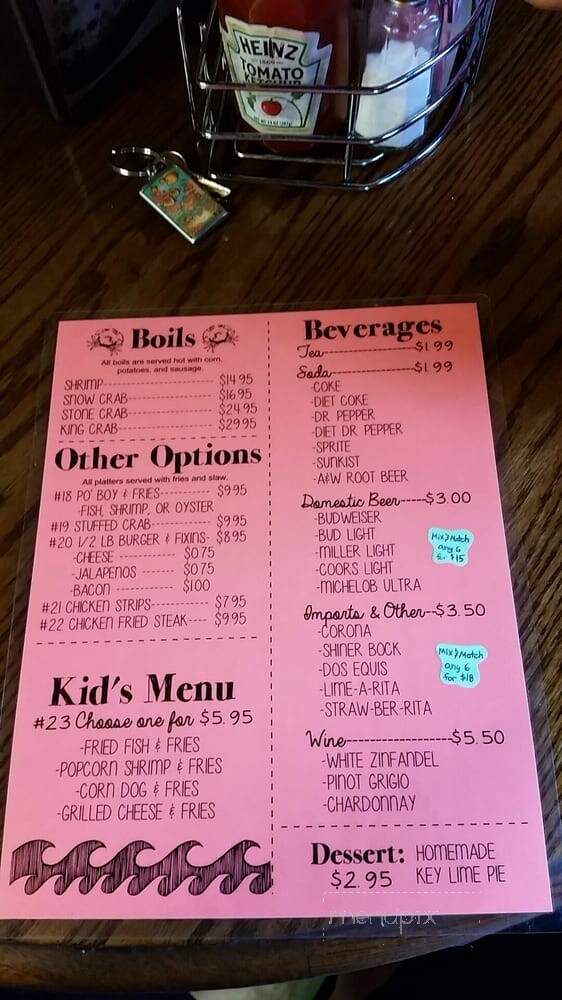 HEINZ
1869
TOMATO
KETCHUP
Boils
All boils are served hot with corn,
potatoes, and sausage.
SHRIMP-------------------- $14.95
SNOW CRAB----------------- $16.95
STONE CRAB---------------- $24.95
KING CRAB----------------- $29.95
Other Options
All platters served with fries and slaw.
#18 PO' BOY & FRIES----------- $9.95
-FISH, SHRIMP, OR OYSTER
#19 STUFFED CRAB------------- $9.95
#20 1/2 LB BURGER & FIXINS- $8.95
-CHEESE ------------- $0.75
-JALAPENOS ------- $0.75
-BACON ------------- $1.00
#21 CHICKEN STRIPS------------ $7.95
#22 CHICKEN FRIED STEAK---- $9.95
Kid's Menu
#23 Choose one for $5.95
-FRIED FISH & FRIES
-POPCORN SHRIMP & FRIES
-CORN DOG & FRIES
-GRILLED CHEESE & FRIES
Beverages
Tea------------------$1.99
Soda-----------------$1.99
-COKE
-DIET COKE
-DR PEPPER
-DIET DR PEPPER
-SPRITE
-SUNKIST
-A&W ROOT BEER
Domestic Beer-----$3.00
-BUDWEISER
-BUD LIGHT
-MILLER LIGHT
-COORS LIGHT
-MICHELOB ULTRA
Mix & Match
any 6
for $15
Imports & Other--$3.50
-CORONA
-SHINER BOCK
-DOS EQUIS
-LIME-A-RITA
-STRAW-BER-RITA
Mix & Match
any 6
for $18
Wine--------------------$5.50
-WHITE ZINFANDEL
-PINOT GRIGIO
-CHARDONNAY
Dessert: HOMEMADE
$2.95 KEY LIME PIE
menupix